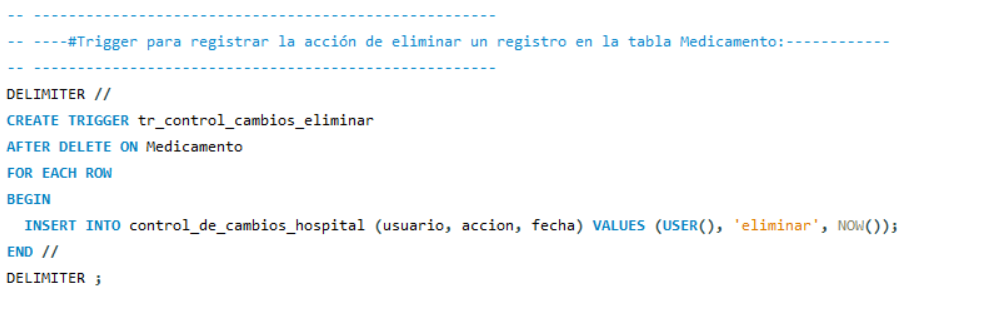 -- ----------------------------------------------------
-- ----#Trigger para registrar la acción de eliminar un registro en la tabla Medicamento:------------
-- ----------------------------------------------------
DELIMITER //
CREATE TRIGGER tr_control_cambios_eliminar
AFTER DELETE ON Medicamento
FOR EACH ROW
BEGIN
  INSERT INTO control_de_cambios_hospital (usuario, accion, fecha) VALUES (USER(), 'eliminar', NOW());
END //
DELIMITER ;